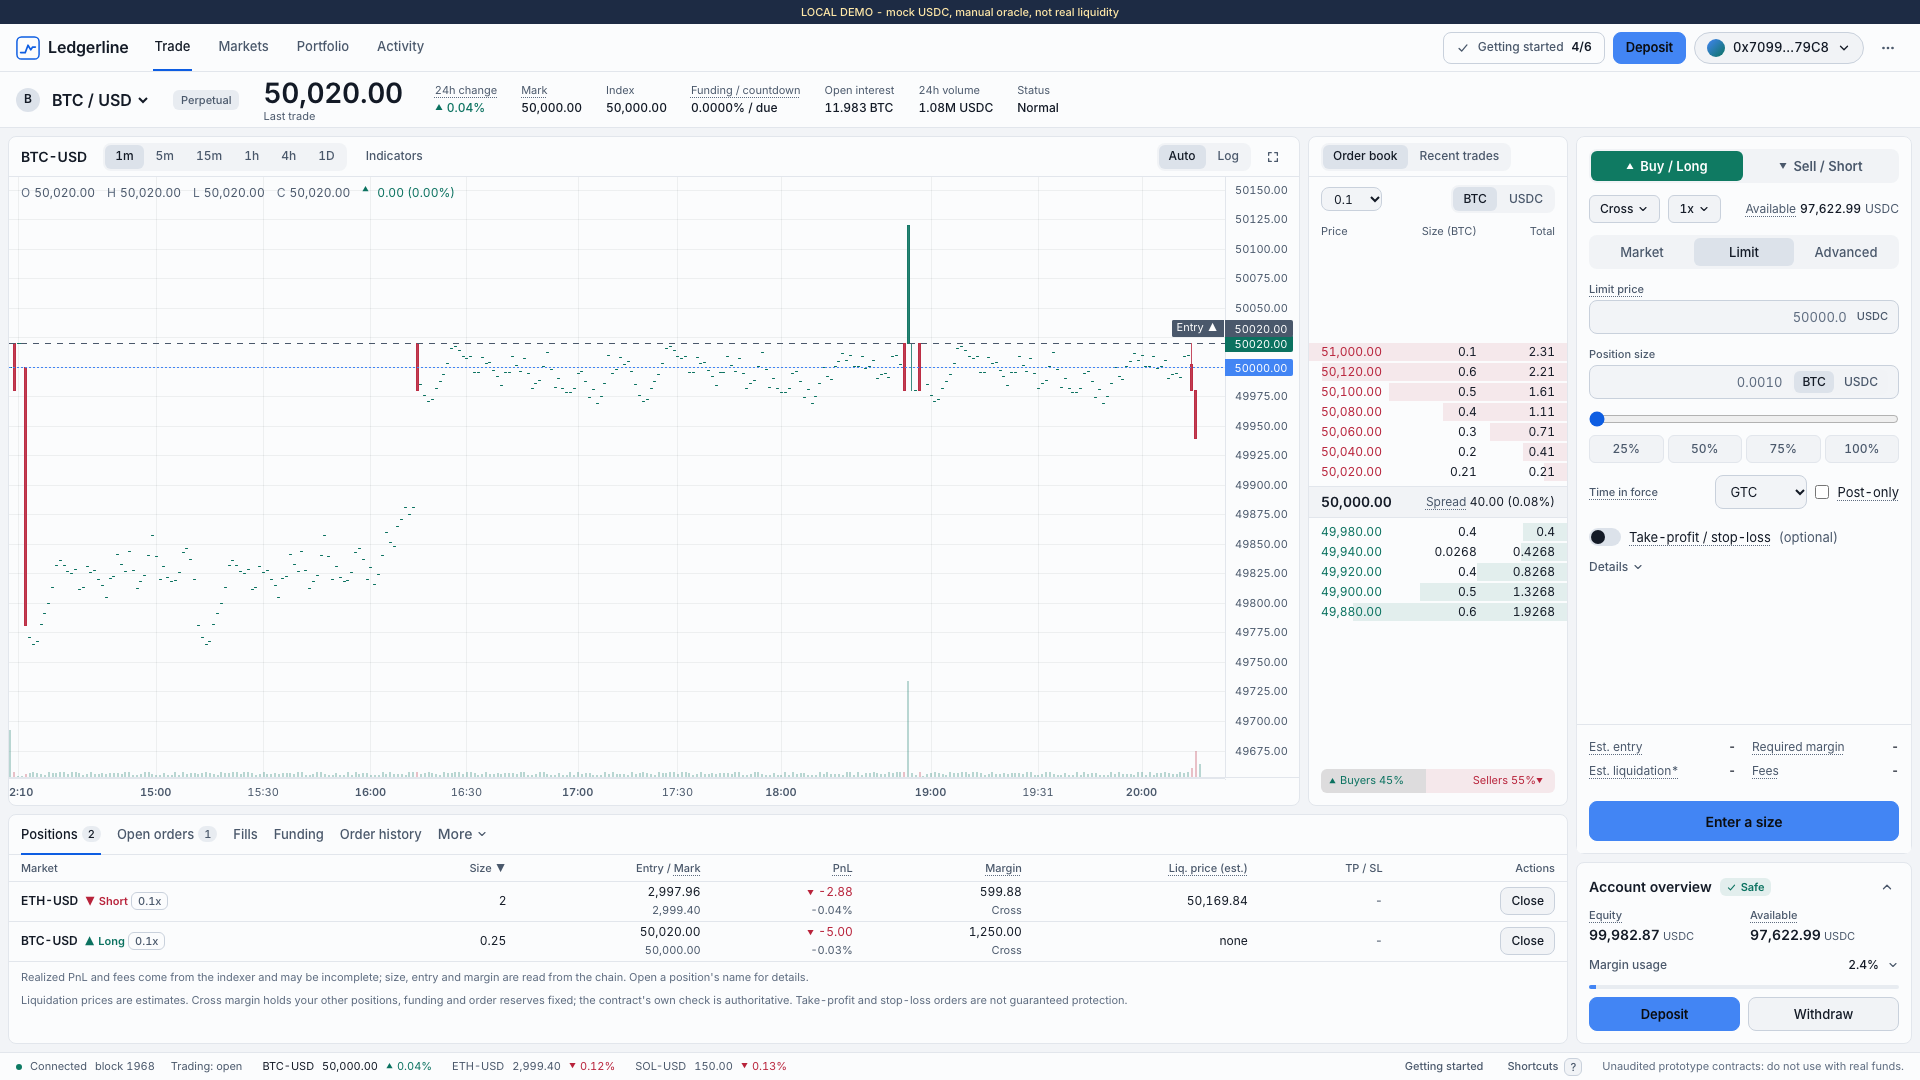 LOCAL DEMO - mock USDC, manual oracle, not real liquidity
Ledgerline Trade Markets Portfolio Activity Getting started 4/6 Deposit 0x7099...79C8
B BTC / USD Perpetual 50,020.00 Last trade
24h change Mark Index Funding / countdown Open interest 24h volume Status
0.04% 50,000.00 50,000.00 0.0000% / due 11.983 BTC 1.08M USDC Normal
BTC-USD 1m 5m 15m 1h 4h 1D Indicators Auto Log
O 50,020.00 H 50,020.00 L 50,020.00 C 50,020.00 0.00 (0.00%)
50150.00
50125.00
50100.00
50075.00
50050.00
Entry ▲ 50020.00
50020.00
50000.00
49975.00
49950.00
49925.00
49900.00
49875.00
49850.00
49825.00
49800.00
49775.00
49750.00
49725.00
49700.00
49675.00
2:10 15:00 15:30 16:00 16:30 17:00 17:30 18:00 19:00 19:31 20:00
Order book Recent trades
0.1 BTC USDC
Price Size (BTC) Total
51,000.00 0.1 2.31
50,120.00 0.6 2.21
50,100.00 0.5 1.61
50,080.00 0.4 1.11
50,060.00 0.3 0.71
50,040.00 0.2 0.41
50,020.00 0.21 0.21
50,000.00 Spread 40.00 (0.08%)
49,980.00 0.4 0.4
49,940.00 0.0268 0.4268
49,920.00 0.4 0.8268
49,900.00 0.5 1.3268
49,880.00 0.6 1.9268
▲ Buyers 45% Sellers 55%▼
▲ Buy / Long ▼ Sell / Short
Cross 1x Available 97,622.99 USDC
Market Limit Advanced
Limit price
50000.0 USDC
Position size
0.0010 BTC USDC
25% 50% 75% 100%
Time in force GTC Post-only
Take-profit / stop-loss (optional)
Details
Est. entry - Required margin -
Est. liquidation* - Fees -
Enter a size
Positions 2 Open orders 1 Fills Funding Order history More
Market Size ▼ Entry / Mark PnL Margin Liq. price (est.) TP / SL Actions
ETH-USD ▼ Short 0.1x 2 2,997.96 ▼ -2.88 599.88 50,169.84 - Close
2,999.40 -0.04% Cross
BTC-USD ▲ Long 0.1x 0.25 50,020.00 ▼ -5.00 1,250.00 none - Close
50,000.00 -0.03% Cross
Realized PnL and fees come from the indexer and may be incomplete; size, entry and margin are read from the chain. Open a position's name for details.
Liquidation prices are estimates. Cross margin holds your other positions, funding and order reserves fixed; the contract's own check is authoritative. Take-profit and stop-loss orders are not guaranteed protection.
Account overview Safe
Equity Available
99,982.87 USDC 97,622.99 USDC
Margin usage 2.4%
Deposit Withdraw
Connected block 1968 Trading: open BTC-USD 50,000.00 ▲ 0.04% ETH-USD 2,999.40 ▼ 0.12% SOL-USD 150.00 ▼ 0.13% Getting started Shortcuts ? Unaudited prototype contracts: do not use with real funds.